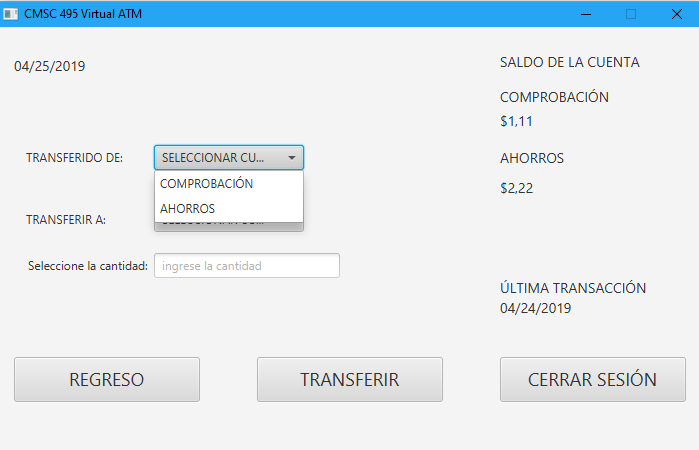 CMSC 495 Virtual ATM
04/25/2019
SALDO DE LA CUENTA
COMPROBACIÓN
$1,11
AHORROS
$2,22
TRANSFERIDO DE:
SELECCIONAR CU...
COMPROBACIÓN
AHORROS
TRANSFERIR A:
Seleccione la cantidad:
ingrese la cantidad
ÚLTIMA TRANSACCIÓN
04/24/2019
REGRESO
TRANSFERIR
CERRAR SESIÓN